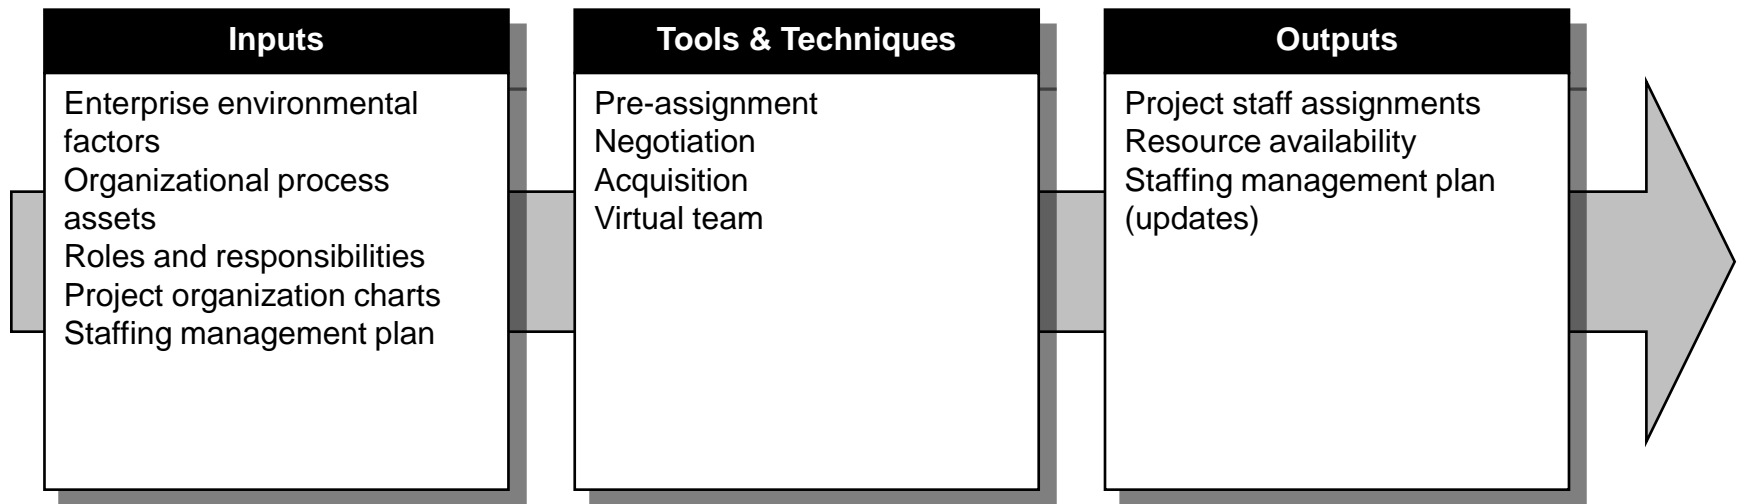 Inputs
Enterprise environmental
factors
Organizational process
assets
Roles and responsibilities
Project organization charts
Staffing management plan
Tools & Techniques
Pre-assignment
Negotiation
Acquisition
Virtual team
Outputs
Project staff assignments
Resource availability
Staffing management plan
(updates)